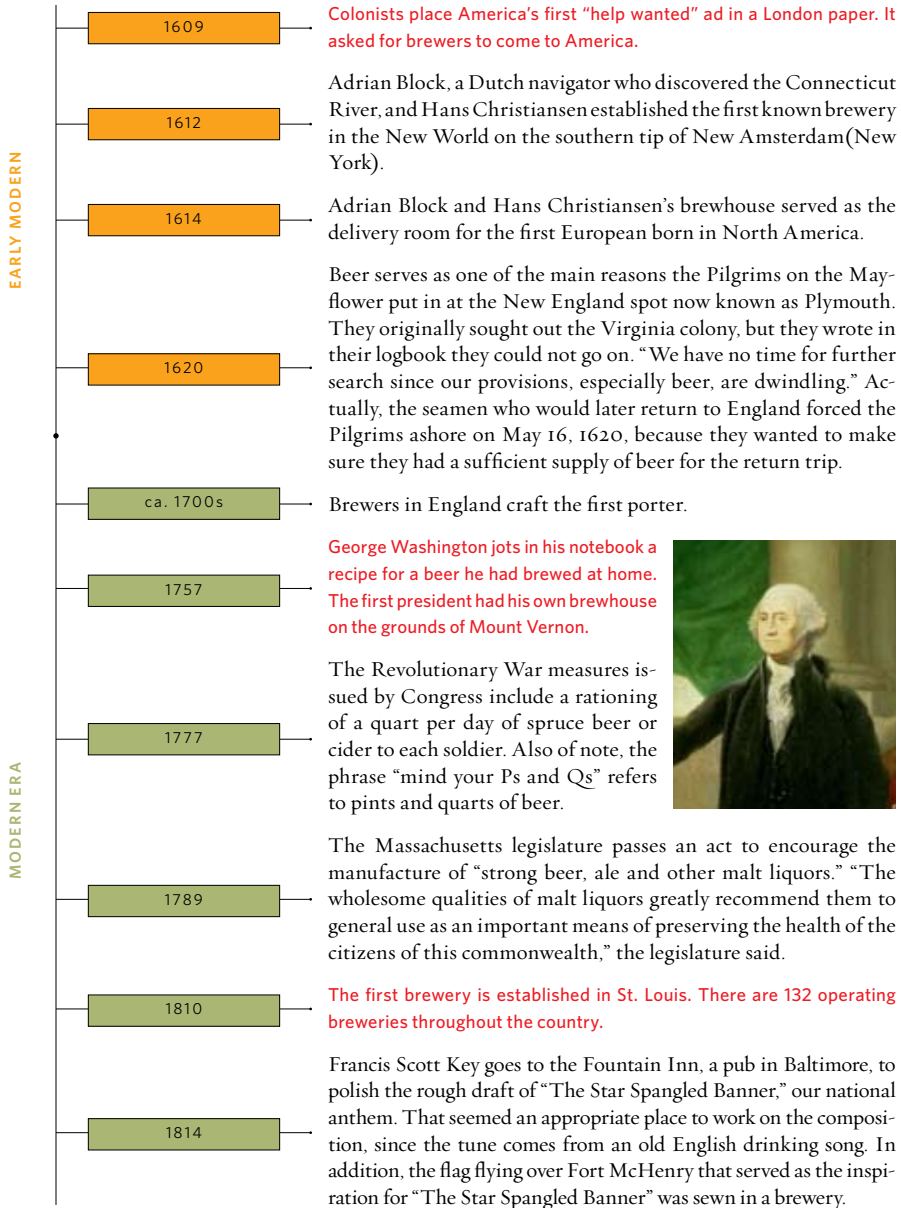 1609
Colonists place America's first “help wanted” ad in a London paper. It
asked for brewers to come to America.
1612
Adrian Block, a Dutch navigator who discovered the Connecticut
River, and Hans Christiansen established the first known brewery
in the New World on the southern tip of New Amsterdam(New
York).
EARLY MODERN
1614
Adrian Block and Hans Christiansen's brewhouse served as the
delivery room for the first European born in North America.
1620
Beer serves as one of the main reasons the Pilgrims on the May-
flower put in at the New England spot now known as Plymouth.
They originally sought out the Virginia colony, but they wrote in
their logbook they could not go on. “We have no time for further
search since our provisions, especially beer, are dwindling.” Ac-
tually, the seamen who would later return to England forced the
Pilgrims ashore on May 16, 1620, because they wanted to make
sure they had a sufficient supply of beer for the return trip.
ca. 1700s
Brewers in England craft the first porter.
1757
George Washington jots in his notebook a
recipe for a beer he had brewed at home.
The first president had his own brewhouse
on the grounds of Mount Vernon.
1777
The Revolutionary War measures is-
sued by Congress include a rationing
of a quart per day of spruce beer or
cider to each soldier. Also of note, the
phrase “mind your Ps and Qs” refers
to pints and quarts of beer.
MODERN ERA
1789
The Massachusetts legislature passes an act to encourage the
manufacture of “strong beer, ale and other malt liquors.” “The
wholesome qualities of malt liquors greatly recommend them to
general use as an important means of preserving the health of the
citizens of this commonwealth,” the legislature said.
1810
The first brewery is established in St. Louis. There are 132 operating
breweries throughout the country.
1814
Francis Scott Key goes to the Fountain Inn, a pub in Baltimore, to
polish the rough draft of “The Star Spangled Banner,” our national
anthem. That seemed an appropriate place to work on the composi-
tion, since the tune comes from an old English drinking song. In
addition, the flag flying over Fort McHenry that served as the inspi-
ration for “The Star Spangled Banner” was sewn in a brewery.